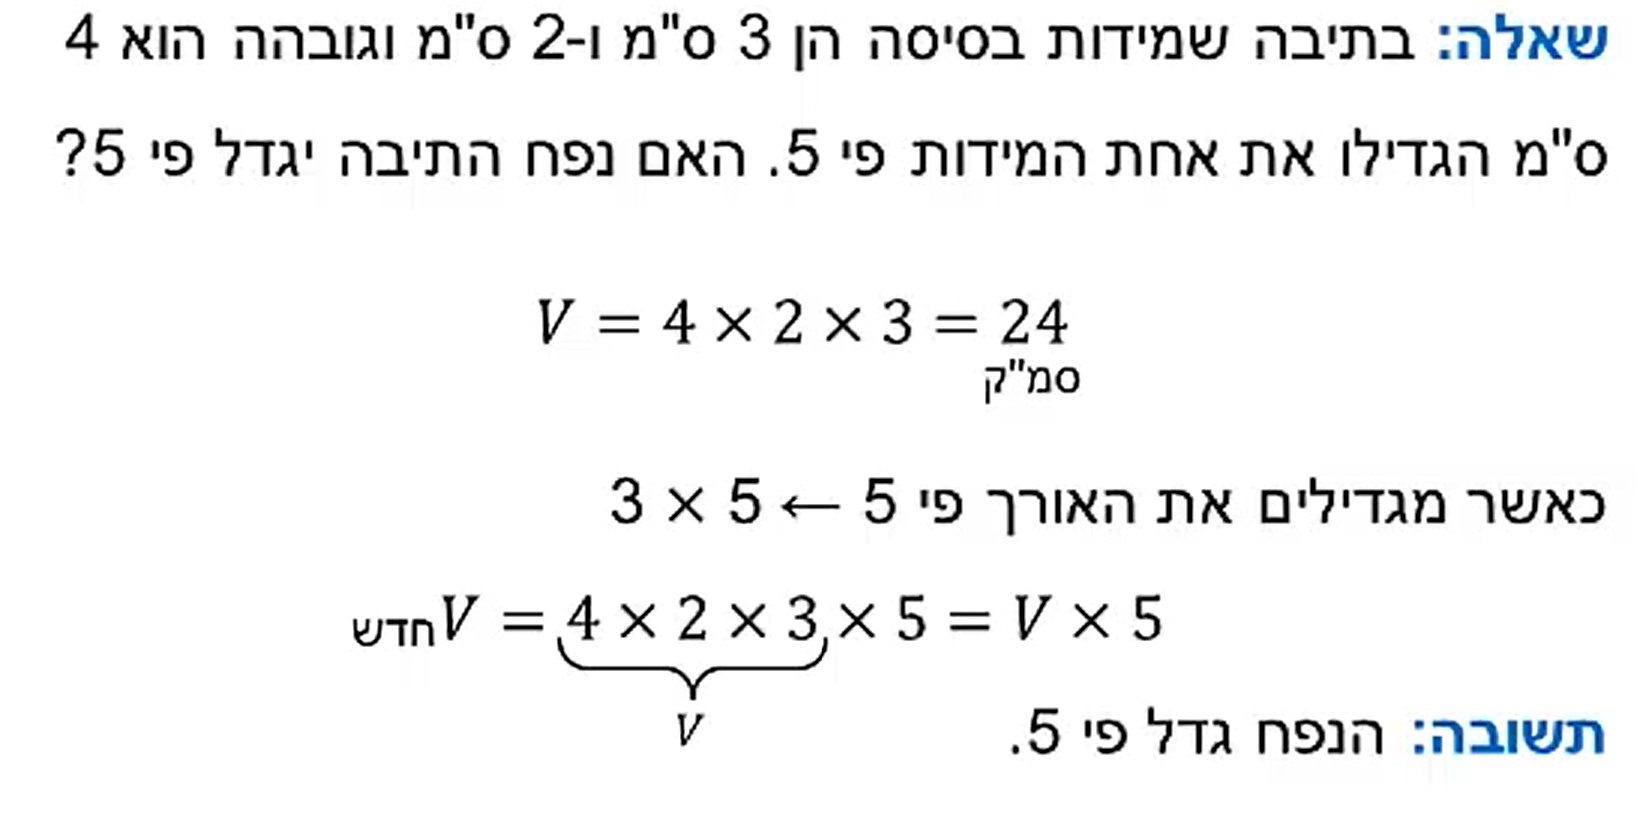 שאלה: בתיבה שמידות בסיסה הן 3 ס"מ ו-2 ס"מ וגובהה הוא 4
ס"מ הגדילו את אחת המידות פי 5. האם נפח התיבה יגדל פי 5?
V = 4 × 2 × 3 = 24
סמ"ק
כאשר מגדילים את האורך פי 5 ← 3 × 5
חדשV = 4 × 2 × 3 × 5 = V × 5
V
תשובה: הנפח גדל פי 5.